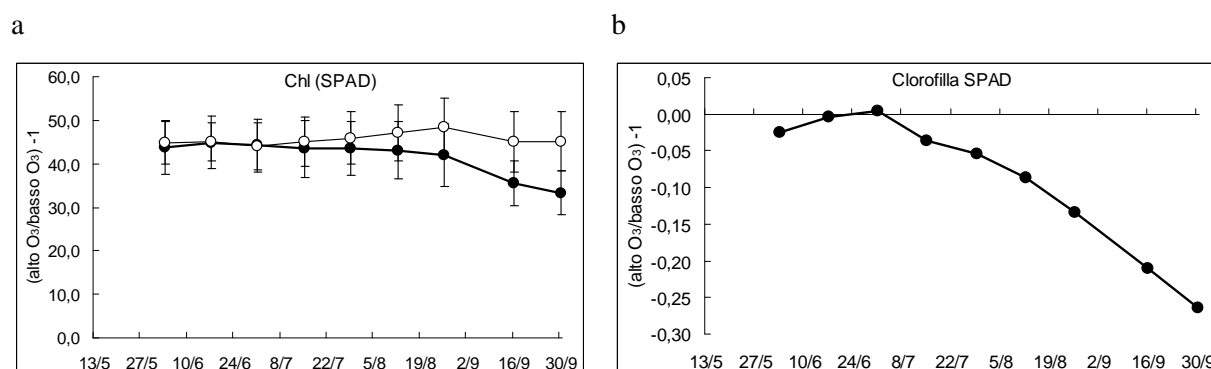 a
b
Chl (SPAD)
(alto O₃/basso O₃) -1
60,0
50,0
40,0
30,0
20,0
10,0
0,0
13/5 27/5 10/6 24/6 8/7 22/7 5/8 19/8 2/9 16/9 30/9
Clorofilla SPAD
(alto O₃/basso O₃) -1
0,05
0,00
-0,05
-0,10
-0,15
-0,20
-0,25
-0,30
13/5 27/5 10/6 24/6 8/7 22/7 5/8 19/8 2/9 16/9 30/9